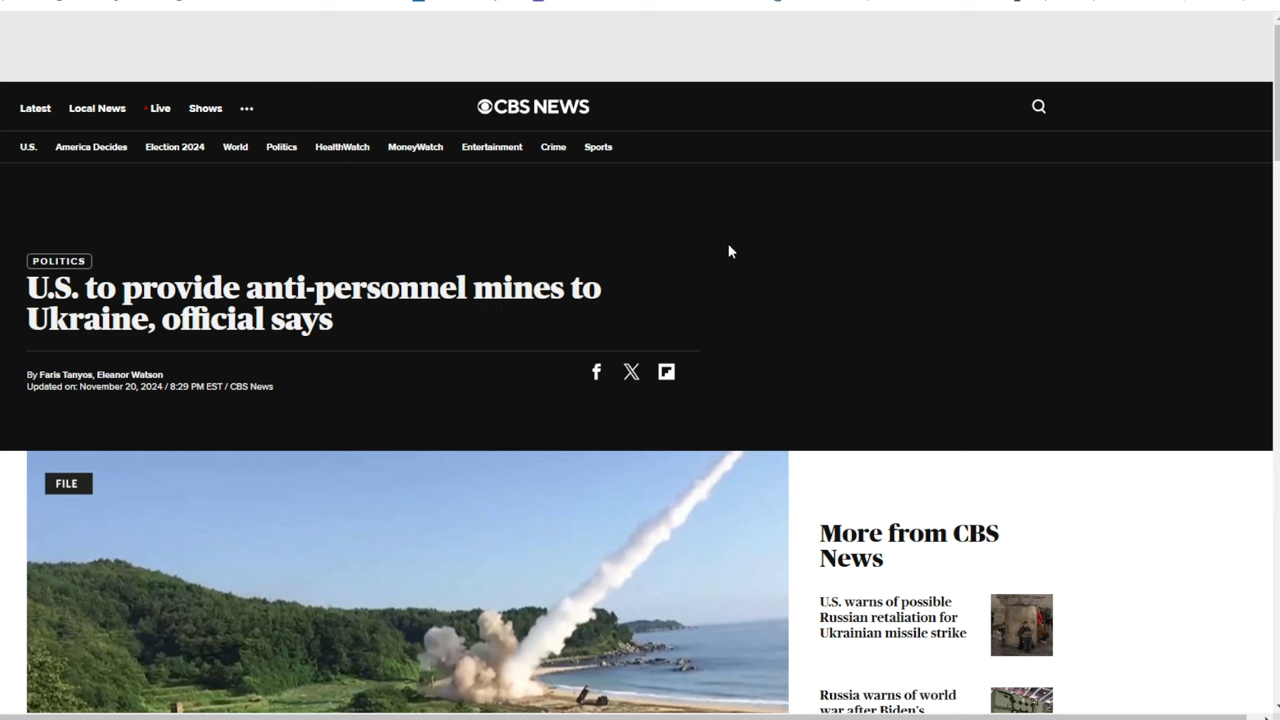 Latest Local News Live Shows •••
CBS NEWS
U.S. America Decides Election 2024 World Politics HealthWatch MoneyWatch Entertainment Crime Sports
POLITICS
U.S. to provide anti-personnel mines to
Ukraine, official says
By Faris Tanyos, Eleanor Watson
Updated on: November 20, 2024 / 8:29 PM EST / CBS News
FILE
More from CBS
News
U.S. warns of possible
Russian retaliation for
Ukrainian missile strike
Russia warns of world
war after Biden's